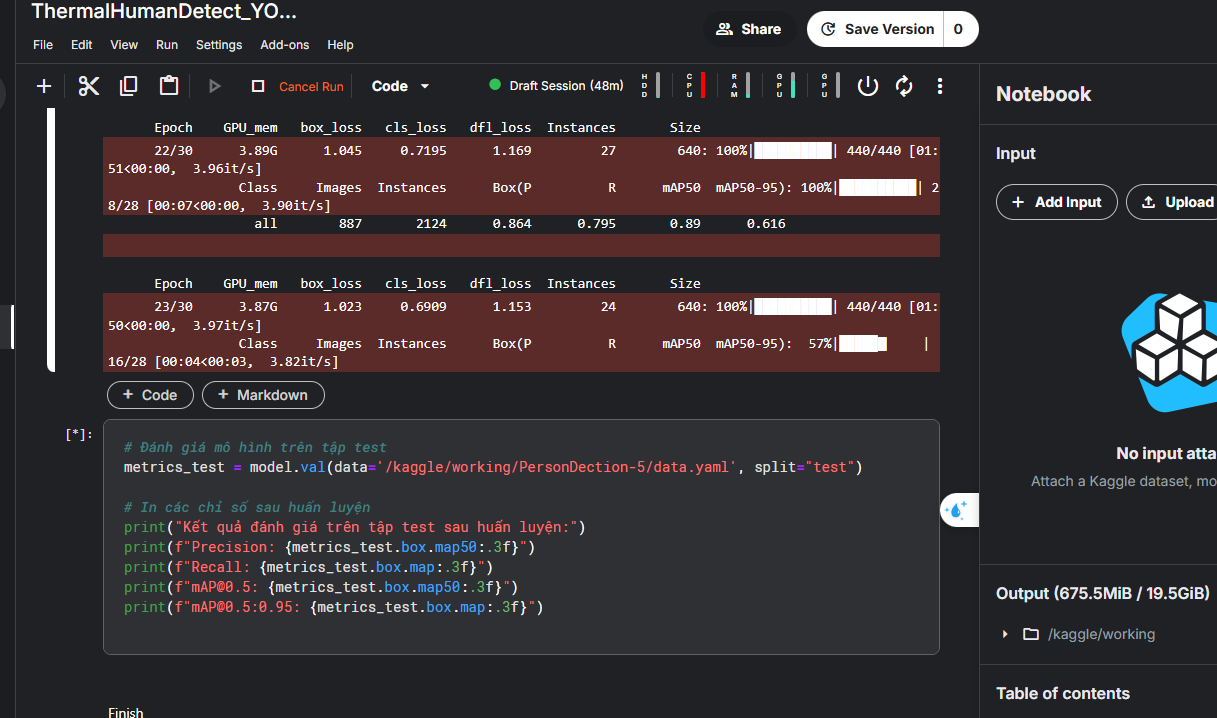 ThermalHumanDetect_YO...
File Edit View Run Settings Add-ons Help
Share
Save Version 0
Cancel Run
Code
Draft Session (48m)
HDD
CPU
RAM
GPU
GPU
Epoch GPU_mem box_loss cls_loss dfl_loss Instances Size
22/30 3.89G 1.045 0.7195 1.169 27 640: 100%|██████████| 440/440 [01:
51<00:00, 3.96it/s]
Class Images Instances Box(P R mAP50 mAP50-95): 100%|██████████| 2
8/28 [00:07<00:00, 3.90it/s]
all 887 2124 0.864 0.795 0.89 0.616
Epoch GPU_mem box_loss cls_loss dfl_loss Instances Size
23/30 3.87G 1.023 0.6909 1.153 24 640: 100%|██████████| 440/440 [01:
50<00:00, 3.97it/s]
Class Images Instances Box(P R mAP50 mAP50-95): 57%|█████▋ |
16/28 [00:04<00:03, 3.82it/s]
+ Code + Markdown
[*]:
# Đánh giá mô hình trên tập test
metrics_test = model.val(data='/kaggle/working/PersonDection-5/data.yaml', split="test")
# In các chỉ số sau huấn luyện
print("Kết quả đánh giá trên tập test sau huấn luyện:")
print(f"Precision: {metrics_test.box.map50:.3f}")
print(f"Recall: {metrics_test.box.map:.3f}")
print(f"mAP@0.5: {metrics_test.box.map50:.3f}")
print(f"mAP@0.5:0.95: {metrics_test.box.map:.3f}")
Finish
Notebook
Input
+ Add Input
Upload
No input atta
Attach a Kaggle dataset, mo
Output (675.5MiB / 19.5GiB)
/kaggle/working
Table of contents